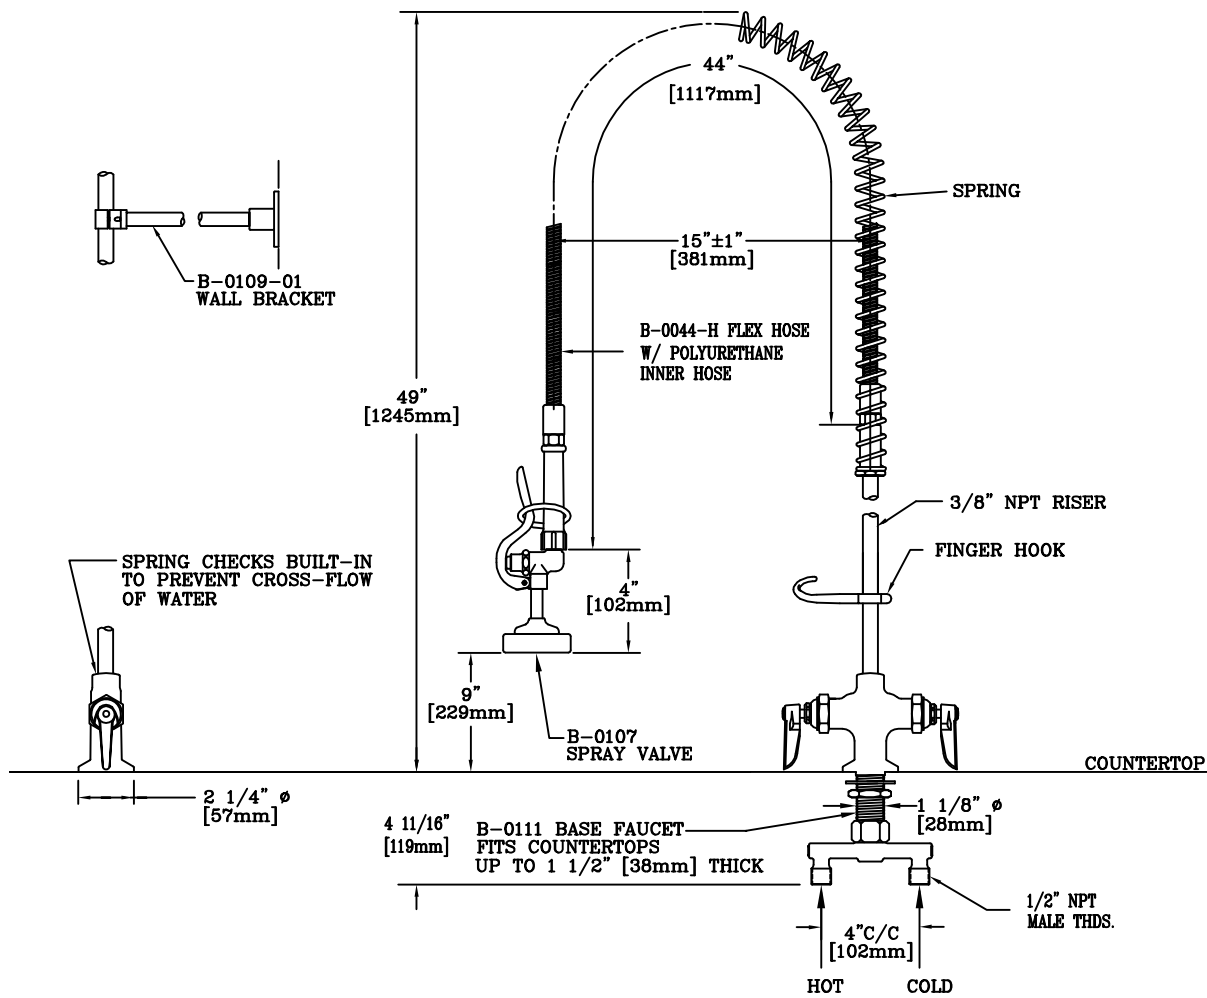 44"
[1117mm]
SPRING
15"±1"
[381mm]
B-0109-01
WALL BRACKET
B-0044-H FLEX HOSE
W/ POLYURETHANE
INNER HOSE
49"
[1245mm]
3/8" NPT RISER
FINGER HOOK
SPRING CHECKS BUILT-IN
TO PREVENT CROSS-FLOW
OF WATER
4"
[102mm]
9"
[229mm]
B-0107
SPRAY VALVE
COUNTERTOP
2 1/4" ø
[57mm]
4 11/16"
[119mm]
B-0111 BASE FAUCET
FITS COUNTERTOPS
UP TO 1 1/2" [38mm] THICK
1 1/8" ø
[28mm]
1/2" NPT
MALE THDS.
4"C/C
[102mm]
HOT COLD